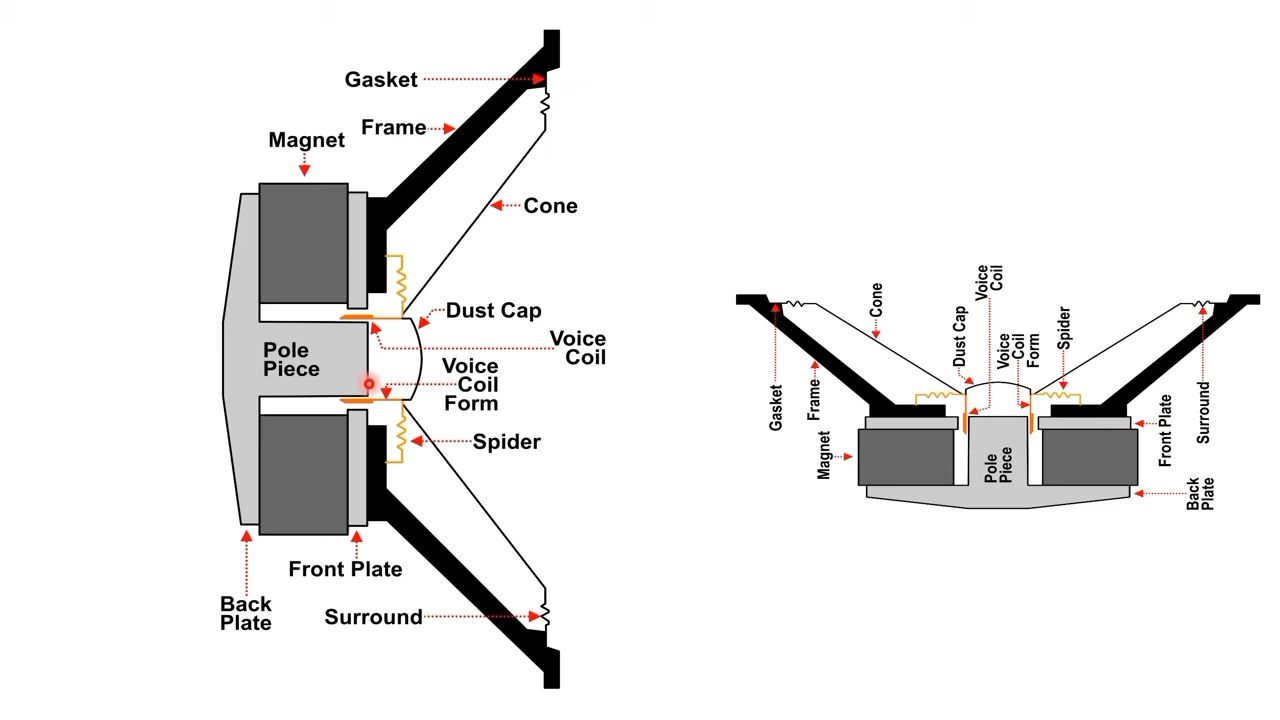 Gasket
Frame
Magnet
Cone
Dust Cap
Voice
Coil
Pole
Piece
Voice
Coil
Form
Spider
Front Plate
Back
Plate
Surround
Voice
Coil
Cone
Dust Cap
Voice
Coil
Form
Spider
Gasket
Frame
Surround
Front Plate
Magnet
Pole
Piece
Back
Plate